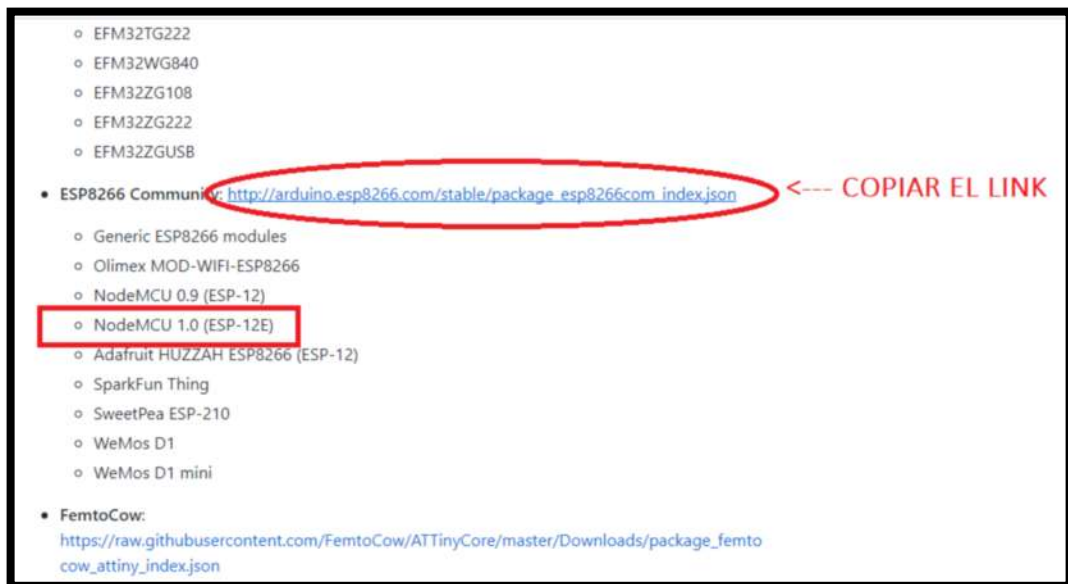 EFM32TG222
EFM32WG840
EFM32ZG108
EFM32ZG222
EFM32ZGUSB
ESP8266 Community: http://arduino.esp8266.com/stable/package_esp8266com_index.json <--- COPIAR EL LINK
Generic ESP8266 modules
Olimex MOD-WIFI-ESP8266
NodeMCU 0.9 (ESP-12)
NodeMCU 1.0 (ESP-12E)
Adafruit HUZZAH ESP8266 (ESP-12)
SparkFun Thing
SweetPea ESP-210
WeMos D1
WeMos D1 mini
FemtoCow:
https://raw.githubusercontent.com/FemtoCow/ATTinyCore/master/Downloads/package_femto
cow_attiny_index.json